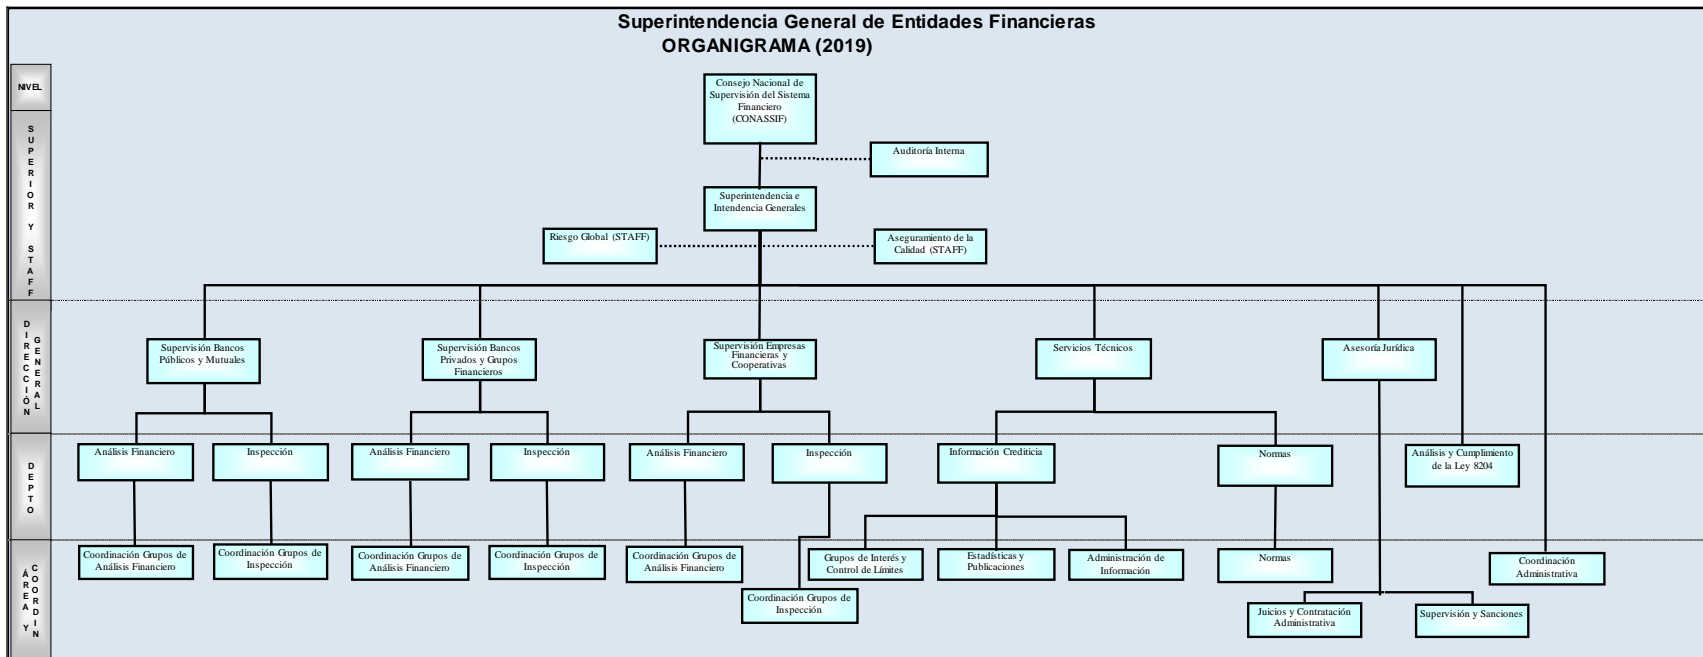 Superintendencia General de Entidades Financieras
ORGANIGRAMA (2019)
NIVEL
SUPERIOR Y STAFF
Consejo Nacional de
Supervisión del Sistema
Financiero
(CONASSIF)
Auditoría Interna
Superintendencia e
Intendencia Generales
Riesgo Global (STAFF)
Aseguramiento de la
Calidad (STAFF)
DIRECCIÓN
GENERAL
Supervisión Bancos
Públicos y Mutuales
Supervisión Bancos
Privados y Grupos
Financieros
Supervisión Empresas
Financieras y
Cooperativas
Servicios Técnicos
Asesoría Jurídica
DEPTO
Análisis Financiero
Inspección
Análisis Financiero
Inspección
Análisis Financiero
Inspección
Información Crediticia
Normas
Análisis y Cumplimiento
de la Ley 8204
ÁREA Y
COORDIN
Coordinación Grupos de
Análisis Financiero
Coordinación Grupos de
Inspección
Coordinación Grupos de
Análisis Financiero
Coordinación Grupos de
Inspección
Coordinación Grupos de
Análisis Financiero
Coordinación Grupos de
Inspección
Grupos de Interés y
Control de Límites
Estadísticas y
Publicaciones
Administración de
Información
Normas
Coordinación
Administrativa
Juicios y Contratación
Administrativa
Supervisión y Sanciones